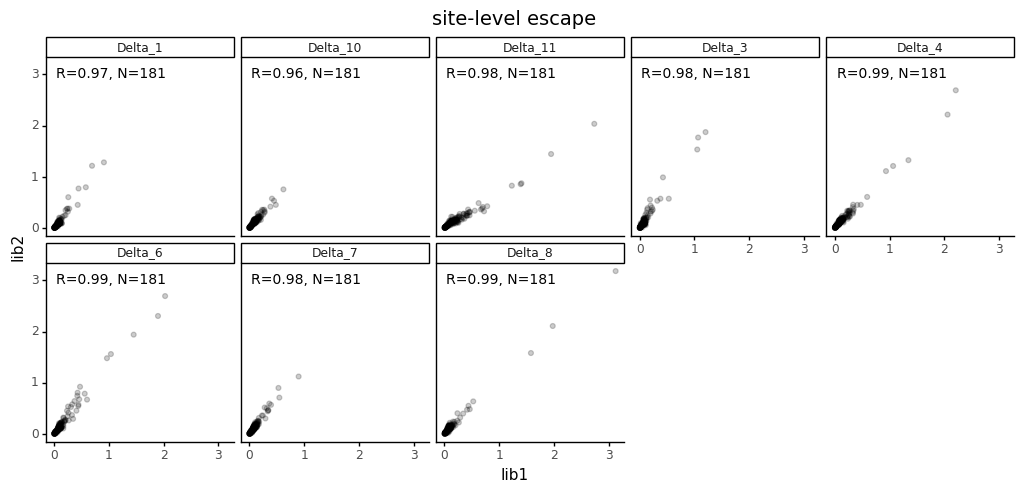 site-level escape
Delta_1
Delta_10
Delta_11
Delta_3
Delta_4
R=0.97, N=181
R=0.96, N=181
R=0.98, N=181
R=0.98, N=181
R=0.99, N=181
3
2
1
0
0
1
2
3
0
1
2
3
Delta_6
Delta_7
Delta_8
R=0.99, N=181
R=0.98, N=181
R=0.99, N=181
3
2
1
0
0
1
2
3
0
1
2
3
0
1
2
3
lib2
lib1